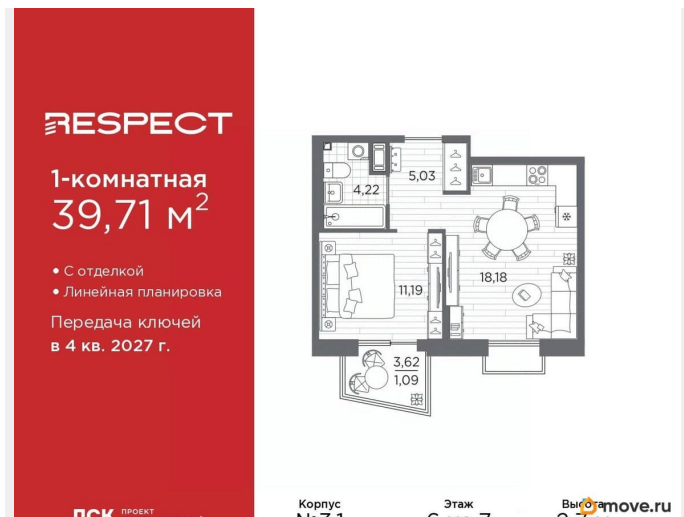 RESPECT
1-комнатная
39,71 м²
• С отделкой
• Линейная планировка
Передача ключей
в 4 кв. 2027 г.
4,22
5,03
18,18
11,19
3,62
1,09
ПРОЕКТ
Корпус
Этаж
move.ru